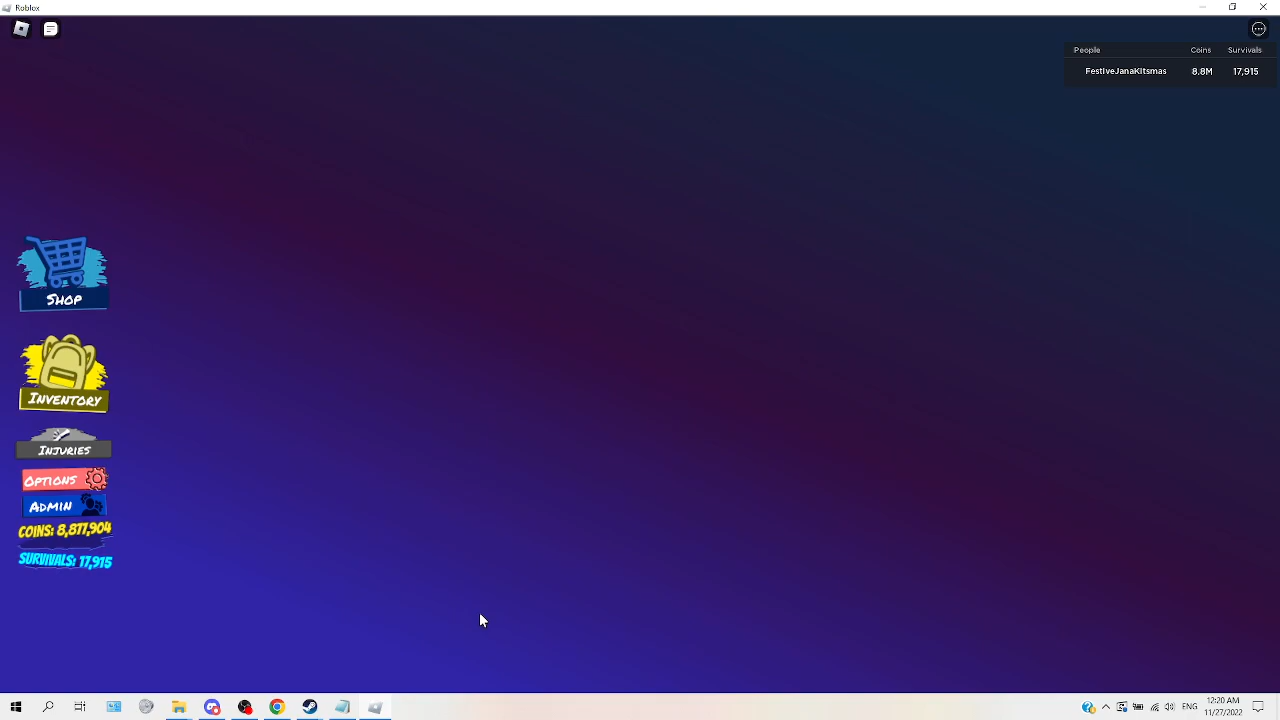 Roblox
People Coins Survivals
FestiveJanaKitsmas 8.8M 17,915
Shop
Inventory
Injuries
Options
Admin
Coins: 8,877,904
Survivals: 17,915
ENG
12:20 AM
11/27/2022